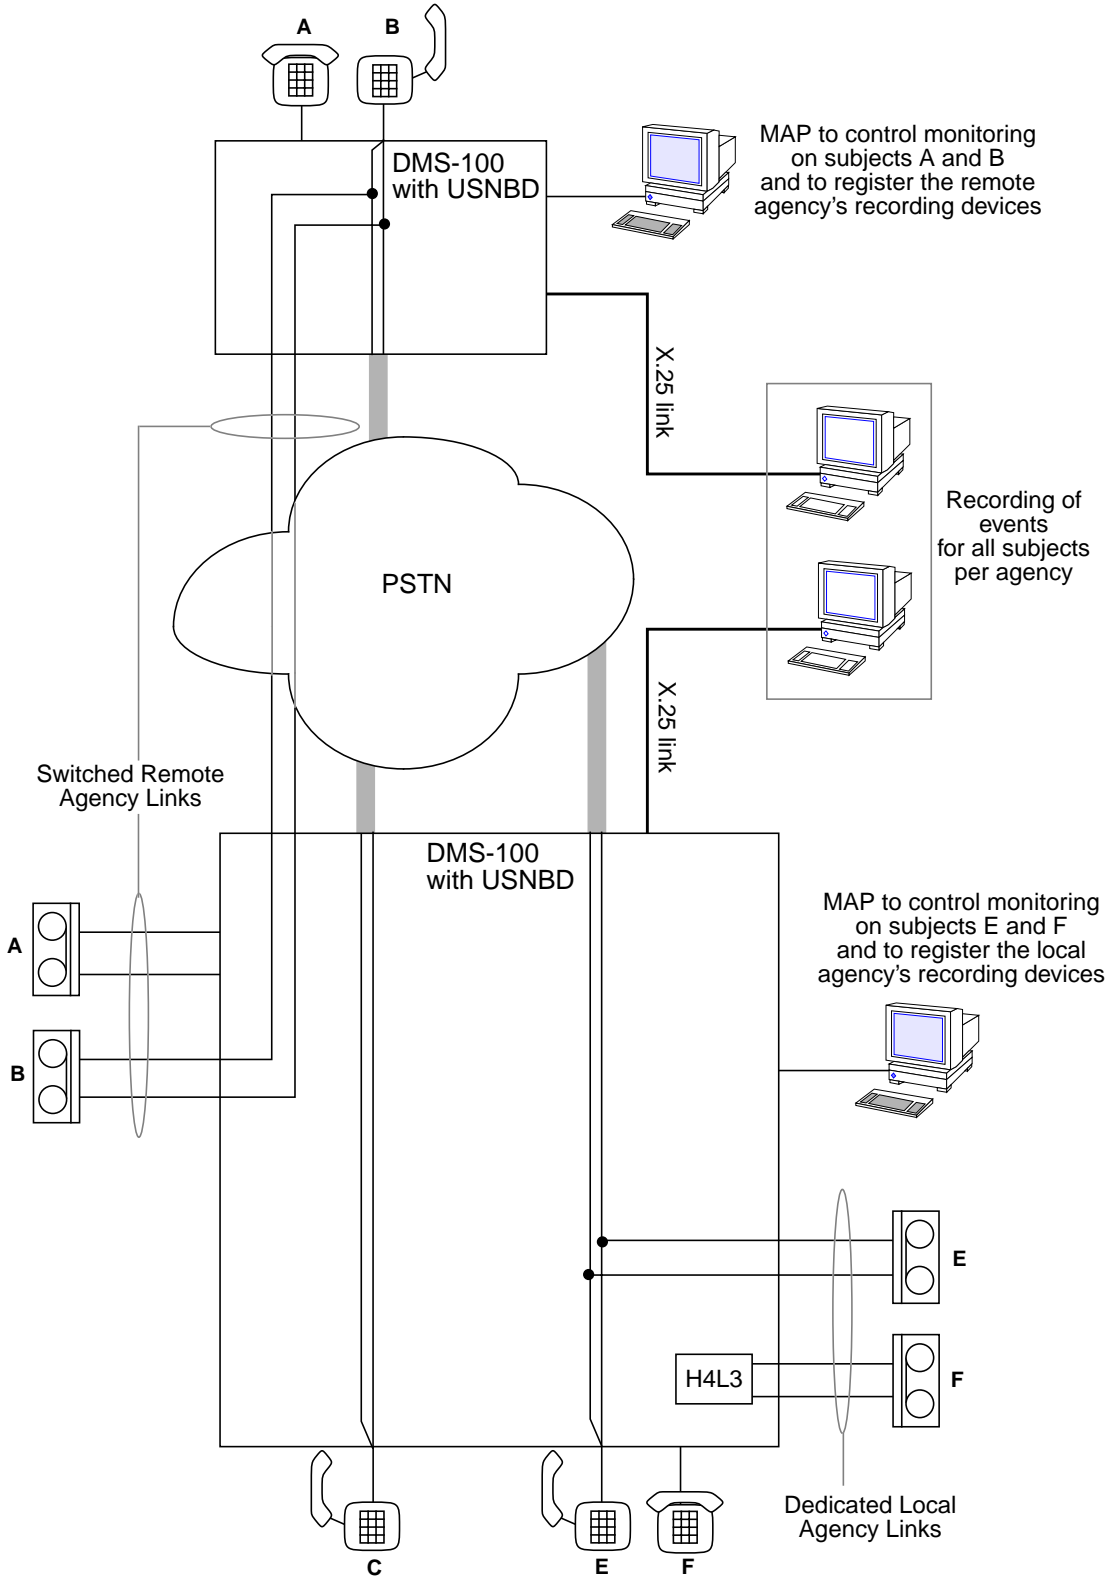 A
B
DMS-100
with USNBD
MAP to control monitoring
on subjects A and B
and to register the remote
agency's recording devices
X.25 link
Recording of
events
for all subjects
per agency
PSTN
X.25 link
Switched Remote
Agency Links
DMS-100
with USNBD
MAP to control monitoring
on subjects E and F
and to register the local
agency's recording devices
A
B
E
H4L3
F
Dedicated Local
Agency Links
C
E
F